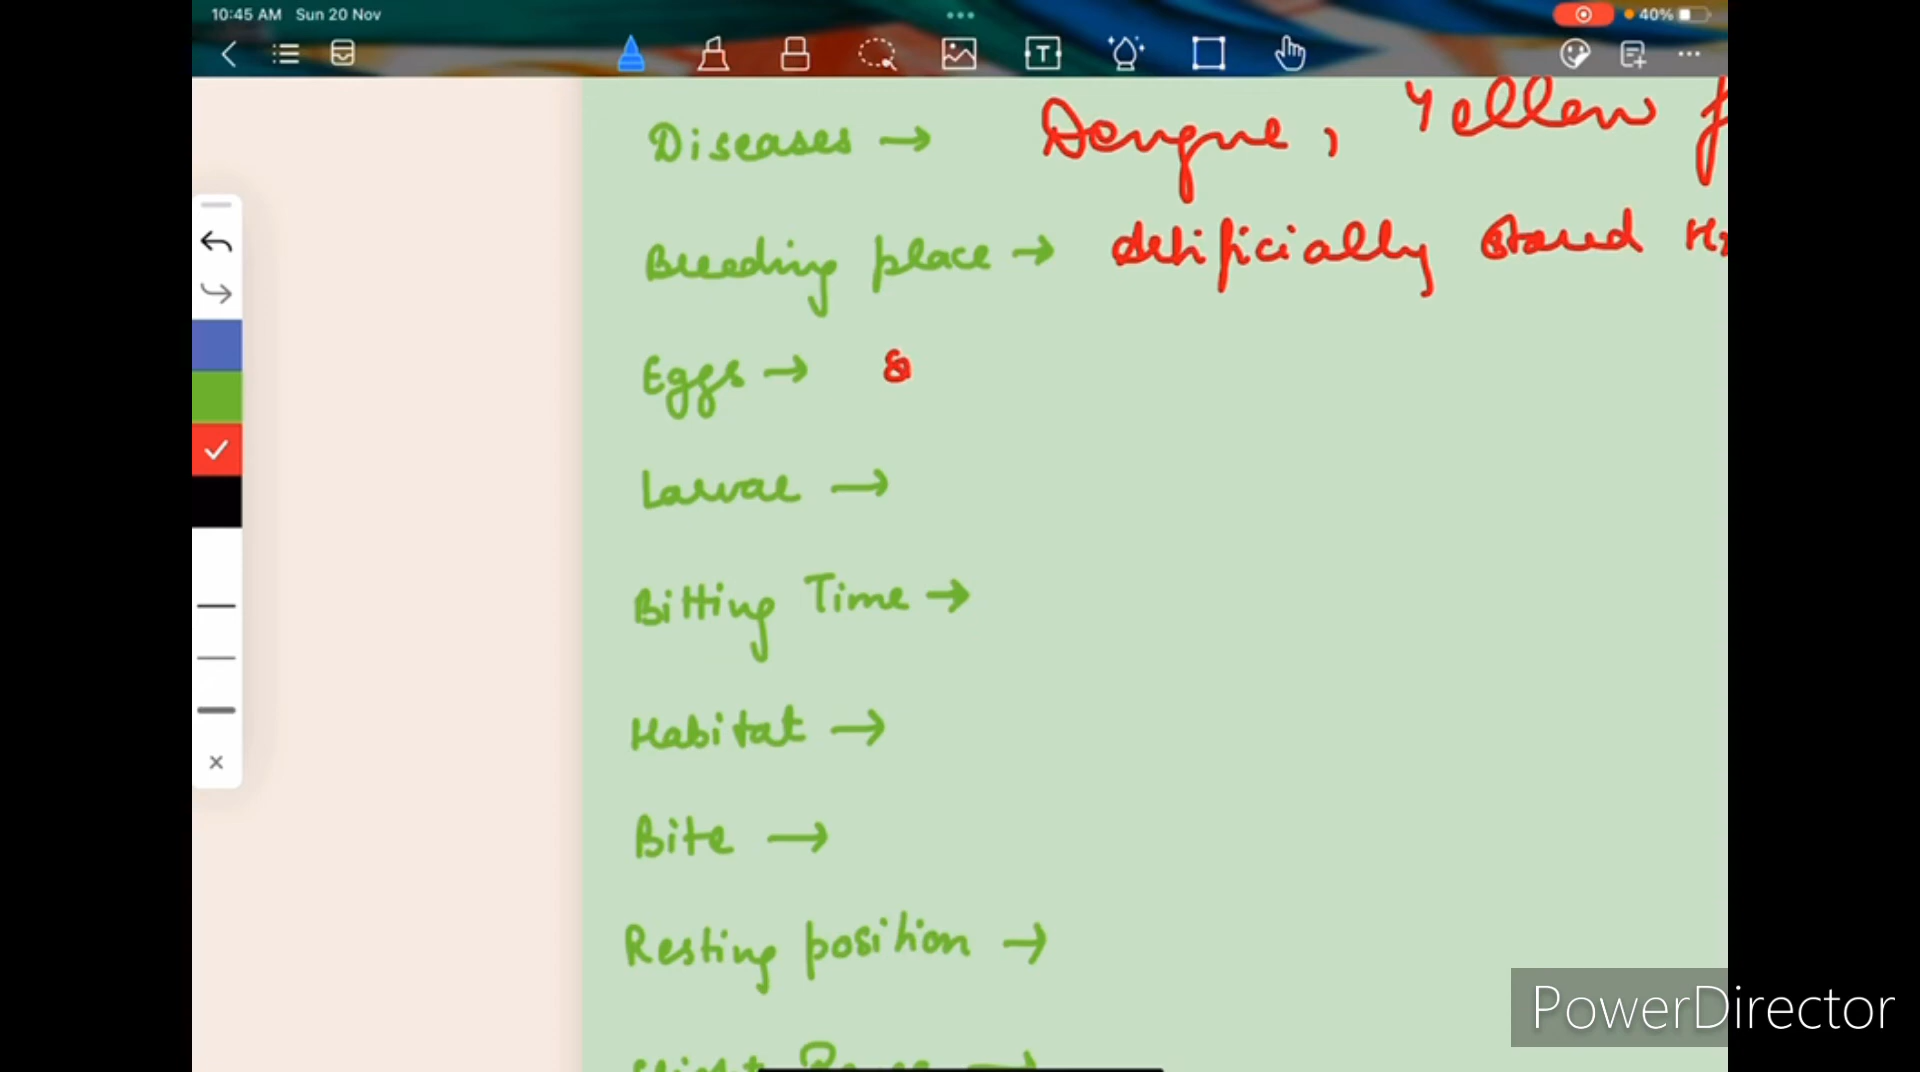 10:45 AM Sun 20 Nov
40%
Diseases → Dengue, Yellow f
Breeding place → Artificially stored H
Eggs → S
Larvae →
Bitting Time →
Habitat →
Bite →
Resting position →
PowerDirector